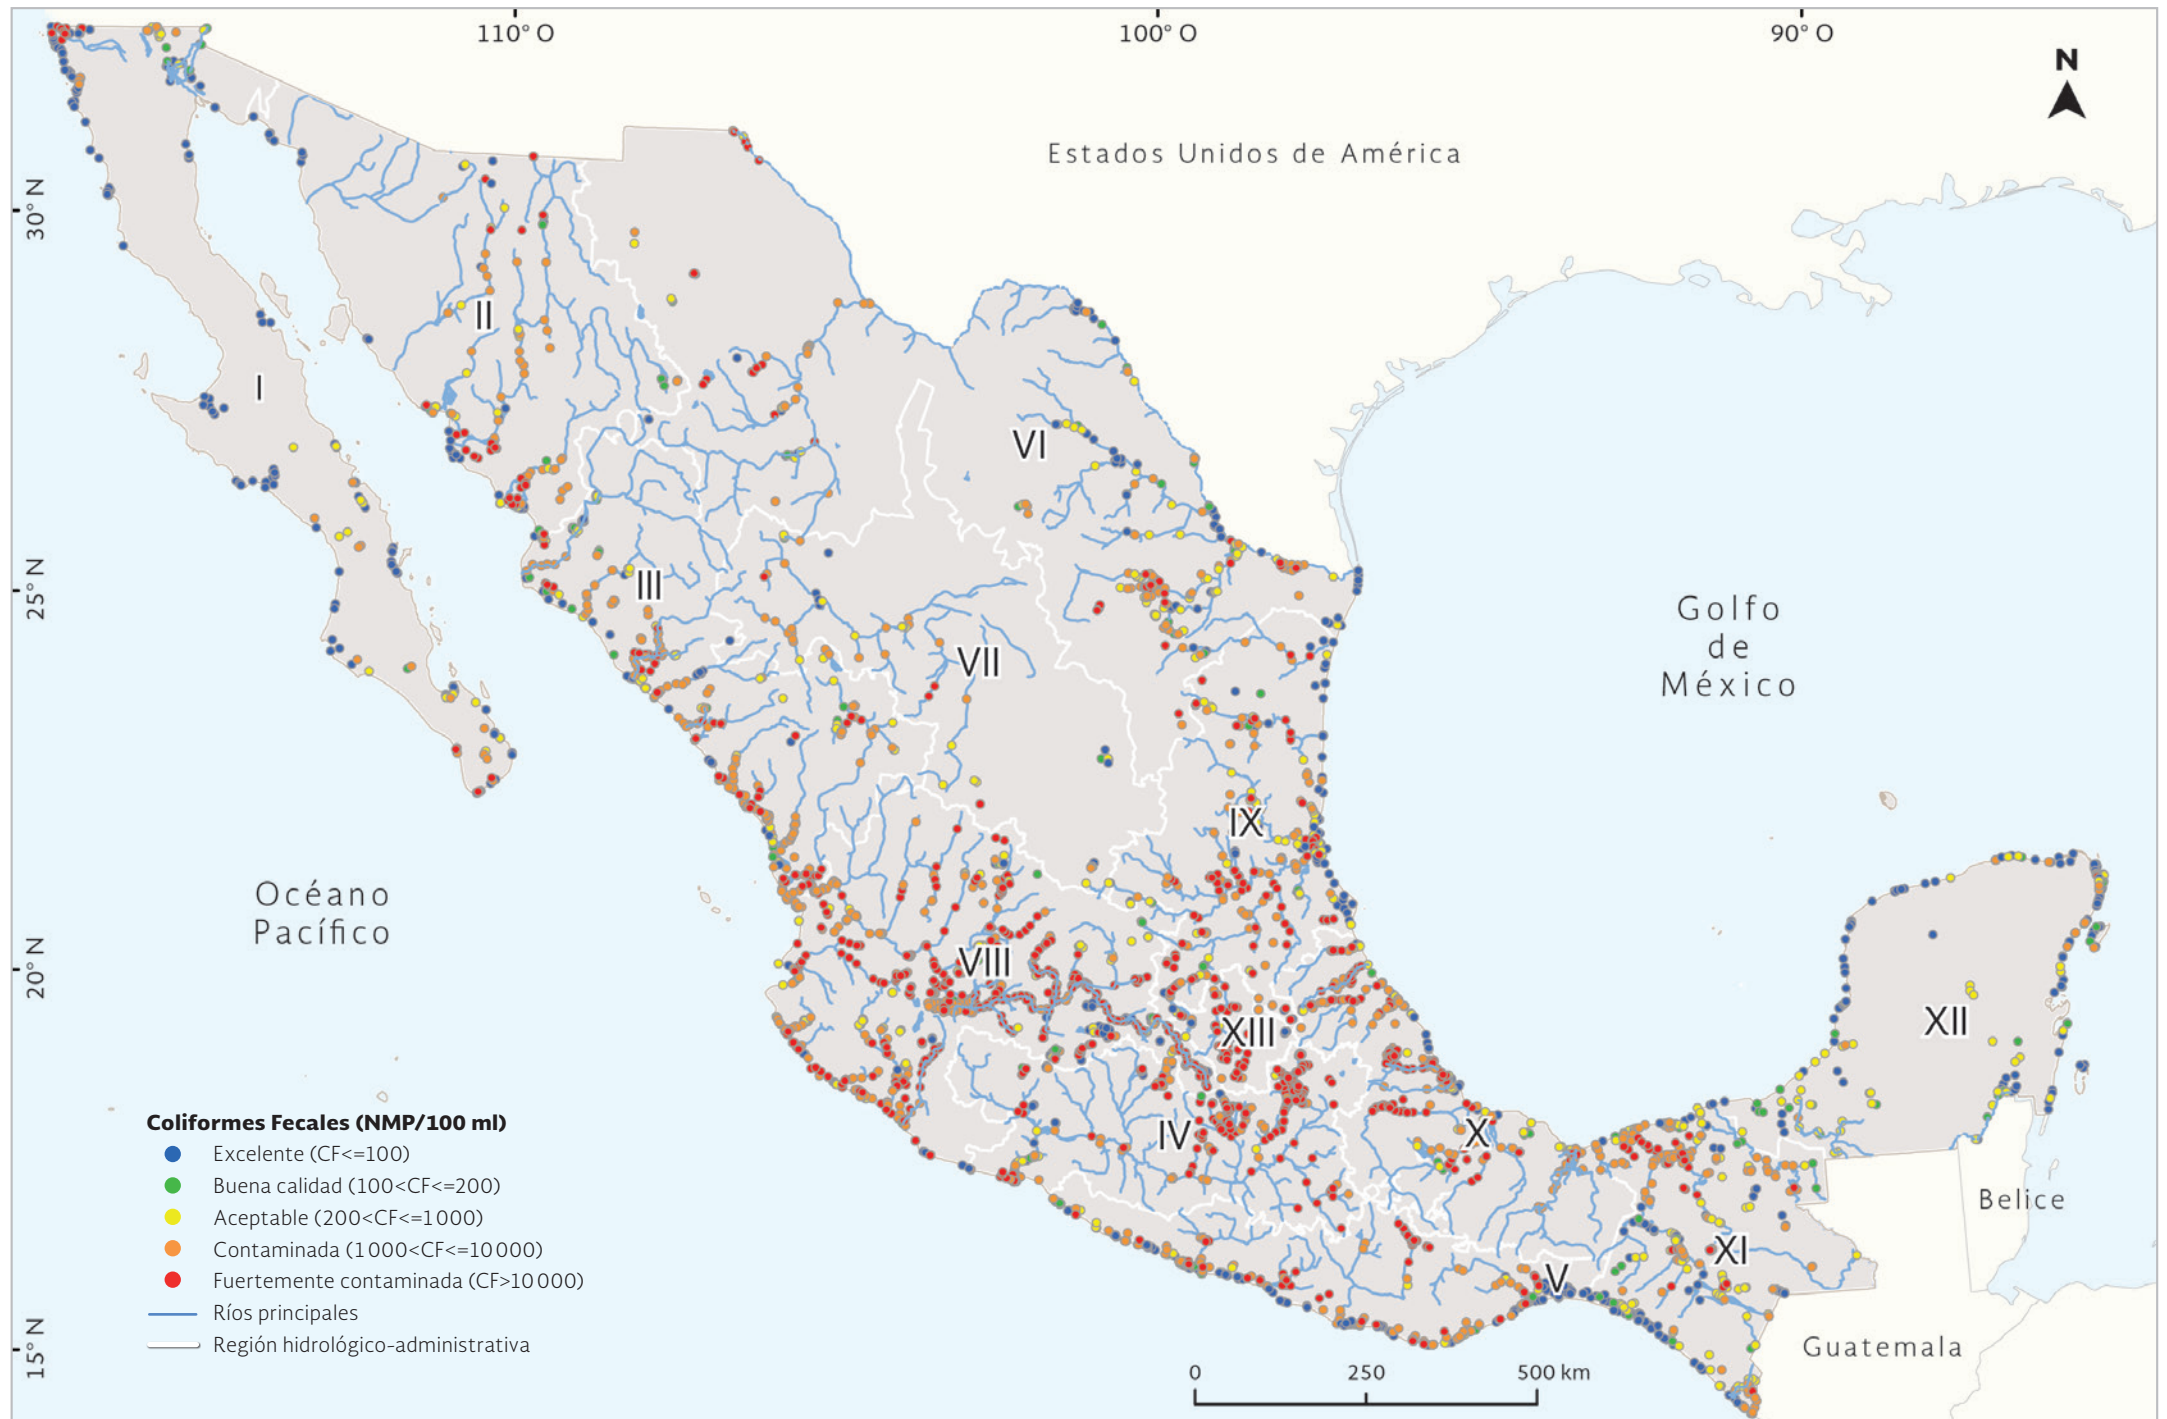 110° O
100° O
90° O
N
Estados Unidos de América
30° N
II
I
VI
25° N
III
Golfo
de
México
VII
IX
Océano
Pacífico
20° N
VIII
XIII
XII
Coliformes Fecales (NMP/100 ml)
Excelente (CF<=100)
Buena calidad (100<CF<=200)
Aceptable (200<CF<=1000)
Contaminada (1000<CF<=10000)
Fuertemente contaminada (CF>10000)
Ríos principales
Región hidrológico-administrativa
IV
X
Belice
XI
V
15° N
Guatemala
0 250 500 km